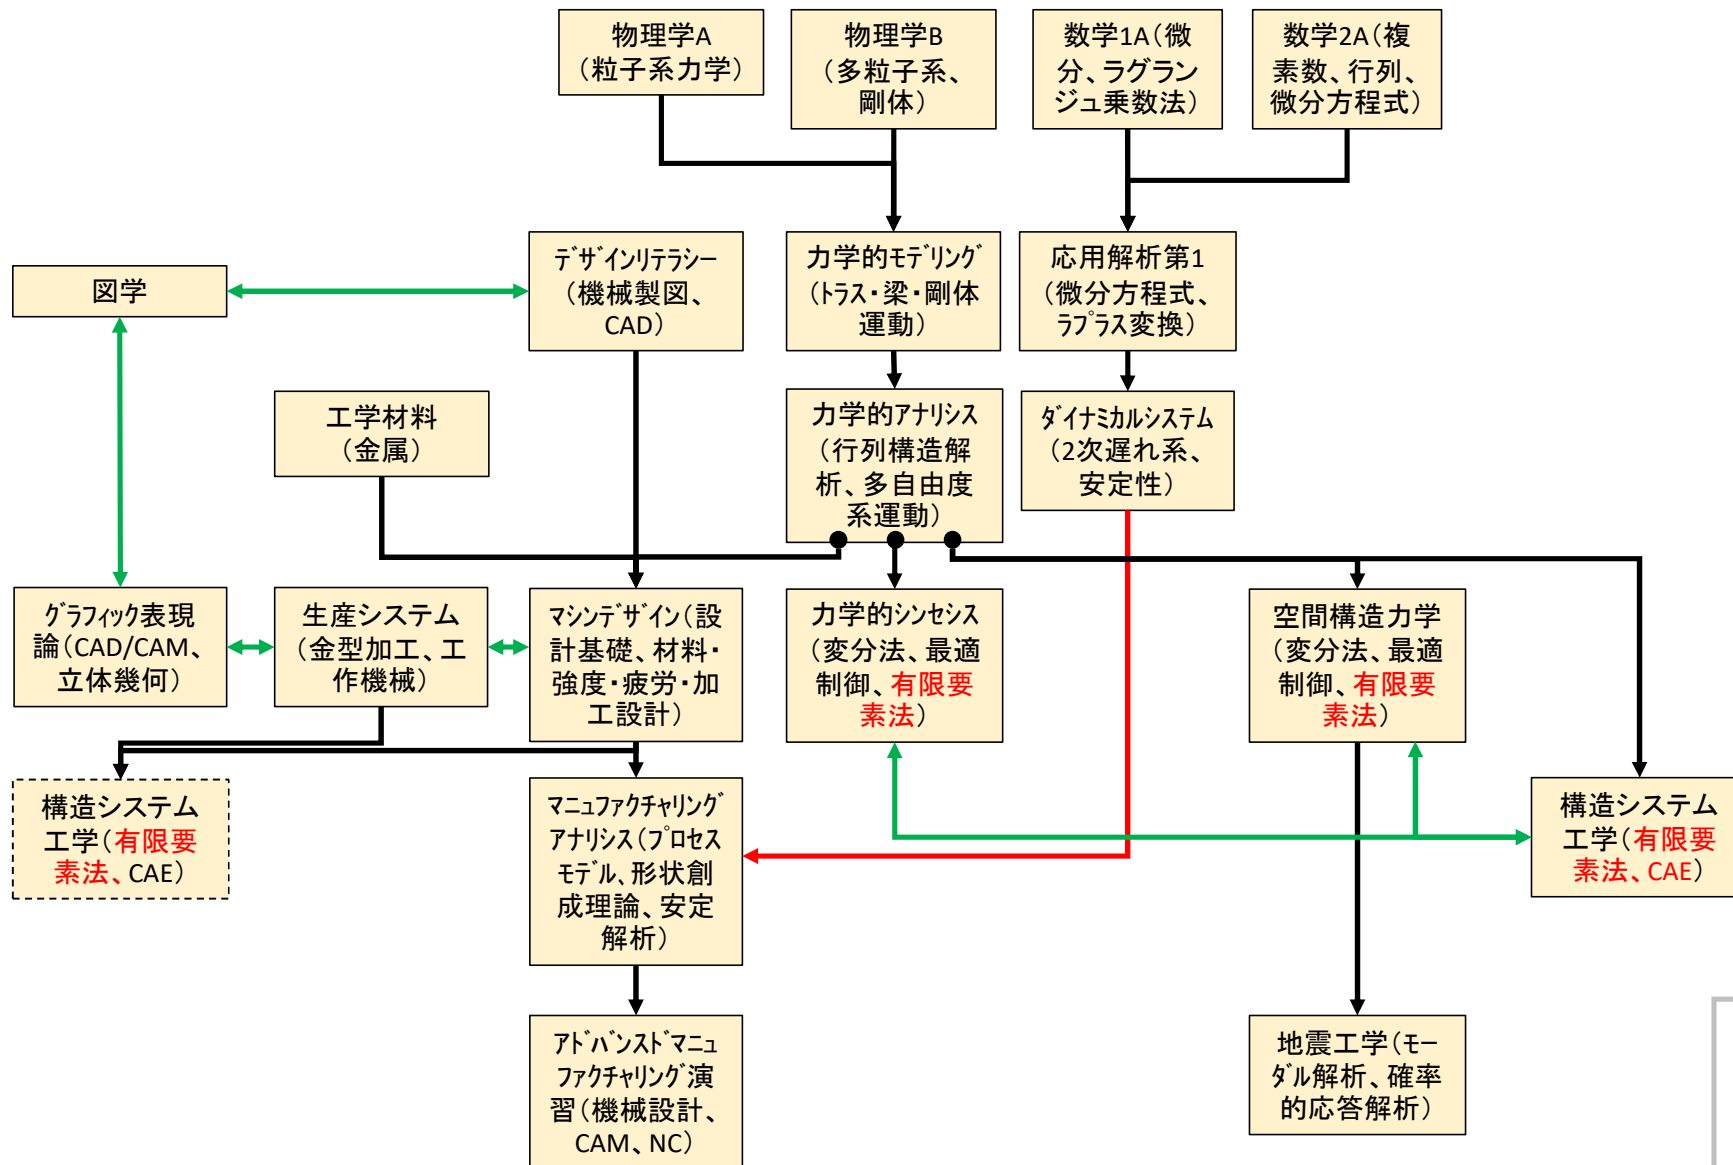 物理学A
（粒子系力学）
物理学B
（多粒子系、
剛体）
数学1A（微
分、ラグラン
ジュ乗数法）
数学2A（複
素数、行列、
微分方程式）
図学
ﾃﾞｻﾞｲﾝﾘﾃﾗｼｰ
（機械製図、
CAD）
力学的ﾓﾃﾞﾘﾝｸﾞ
（ﾄﾗｽ・梁・剛体
運動）
応用解析第1
（微分方程式、
ﾗﾌﾟﾗｽ変換）
工学材料
（金属）
力学的ｱﾅﾘｼｽ
（行列構造解
析、多自由度
系運動）
ﾀﾞｲﾅﾐｶﾙｼｽﾃﾑ
（2次遅れ系、
安定性）
ｸﾞﾗﾌｨｯｸ表現
論（CAD/CAM、
立体幾何）
生産システム
（金型加工、工
作機械）
ﾏｼﾝﾃﾞｻﾞｲﾝ（設
計基礎、材料・
強度・疲労・加
工設計）
力学的ｼﾝｾｼｽ
（変分法、最適
制御、有限要
素法）
空間構造力学
（変分法、最適
制御、有限要
素法）
構造システム
工学（有限要
素法、CAE）
ﾏﾆｭﾌｧｸﾁｬﾘﾝｸﾞ
ｱﾅﾘｼｽ（ﾌﾟﾛｾｽ
ﾓﾃﾞﾙ、形状創
成理論、安定
解析）
構造システム
工学（有限要
素法、CAE）
ｱﾄﾞﾊﾞﾝｽﾄﾞﾏﾆｭ
ﾌｧｸﾁｬﾘﾝｸﾞ演
習（機械設計、
CAM、NC）
地震工学（ﾓｰ
ﾀﾞﾙ解析、確率
的応答解析）